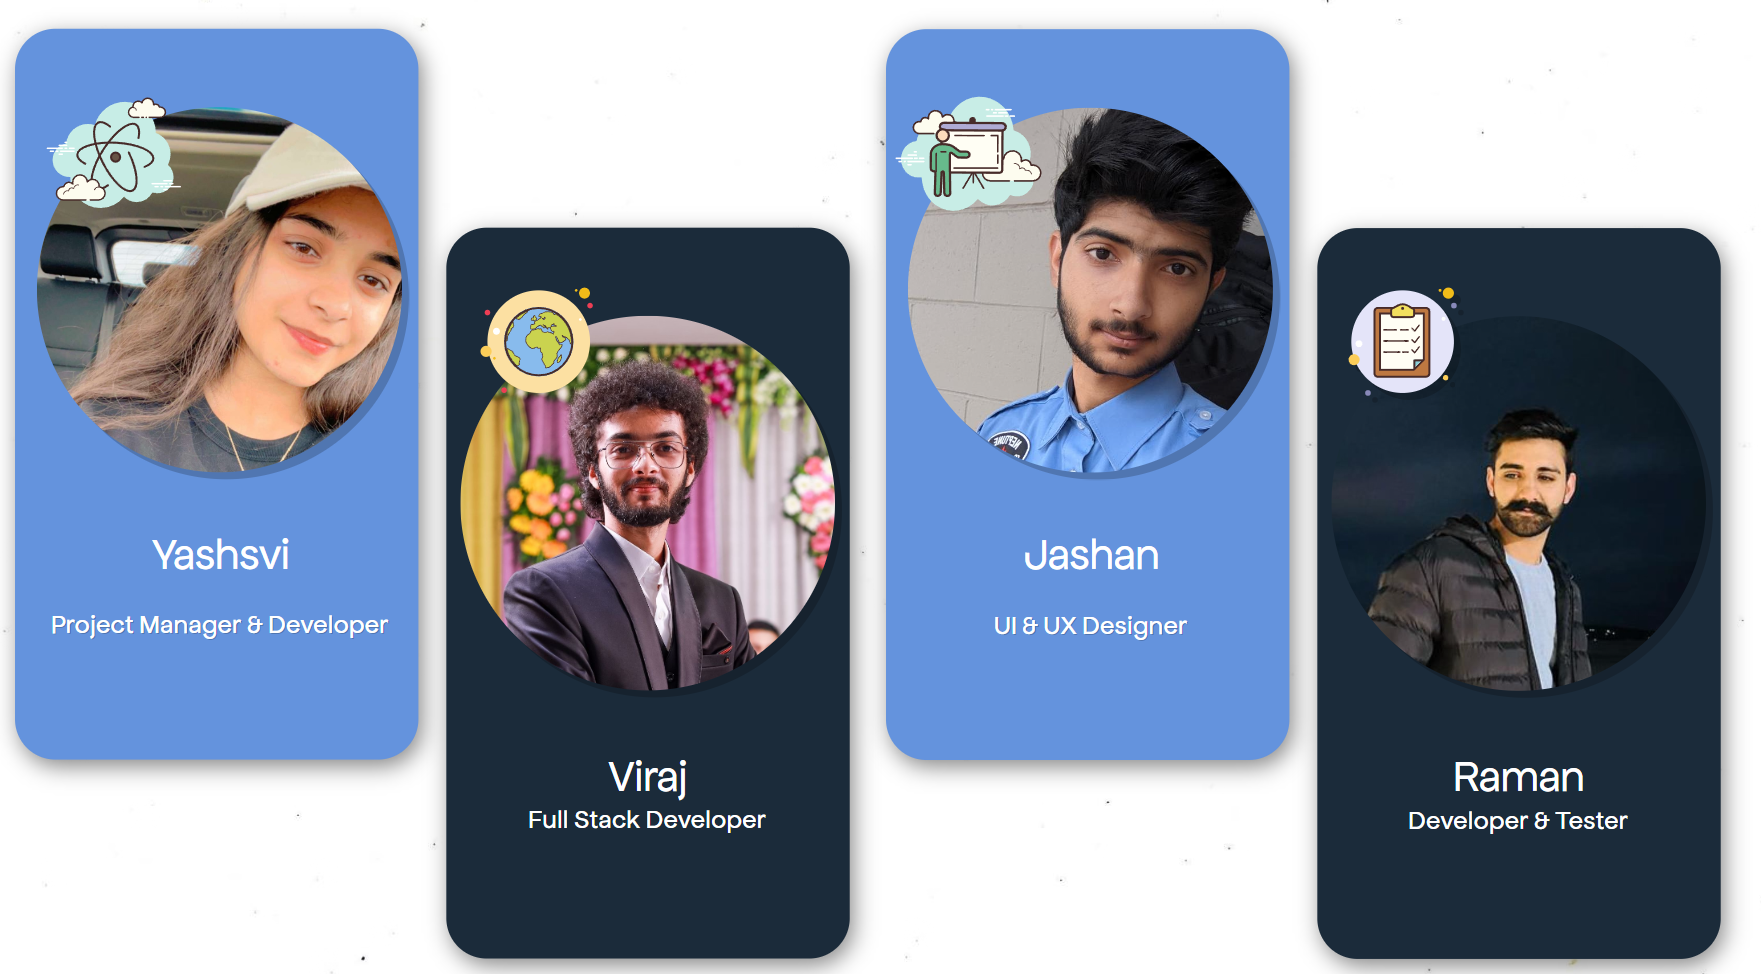 Yashsvi
Project Manager & Developer
Viraj
Full Stack Developer
Jashan
UI & UX Designer
Raman
Developer & Tester